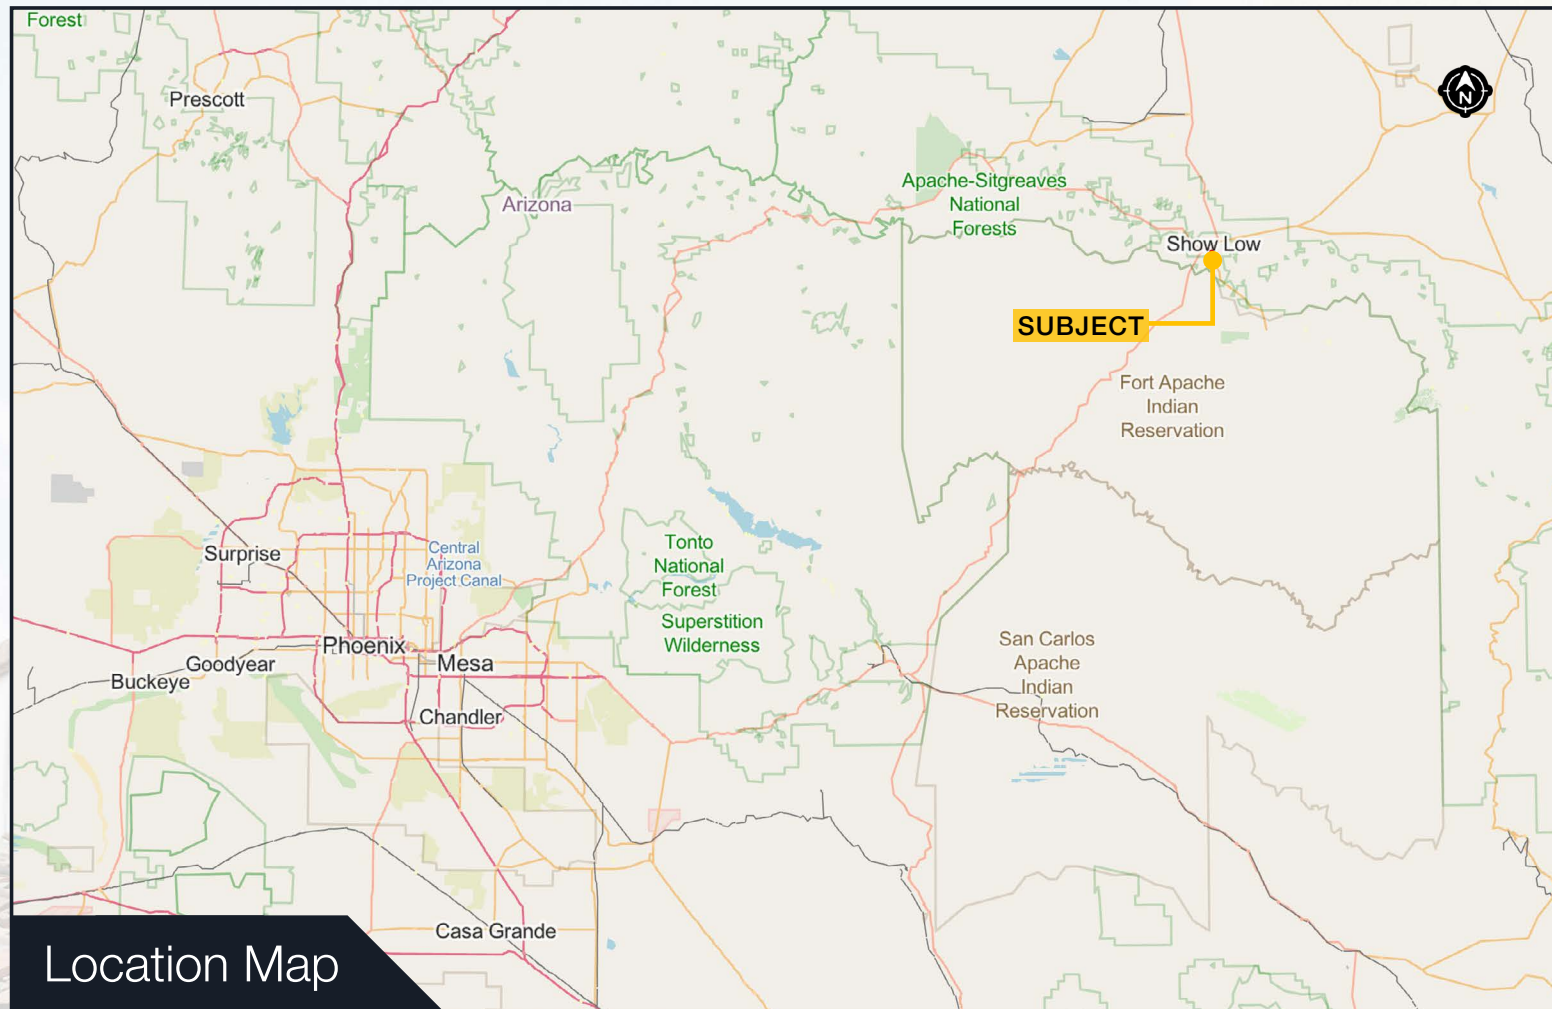 Forest
Prescott
N
Arizona
Apache-Sitgreaves
National
Forests
Show Low
SUBJECT
Fort Apache
Indian
Reservation
Surprise
Central
Arizona
Project Canal
Tonto
National
Forest
Superstition
Wilderness
Phoenix
Mesa
Goodyear
Buckeye
Chandler
San Carlos
Apache
Indian
Reservation
Casa Grande
Location Map